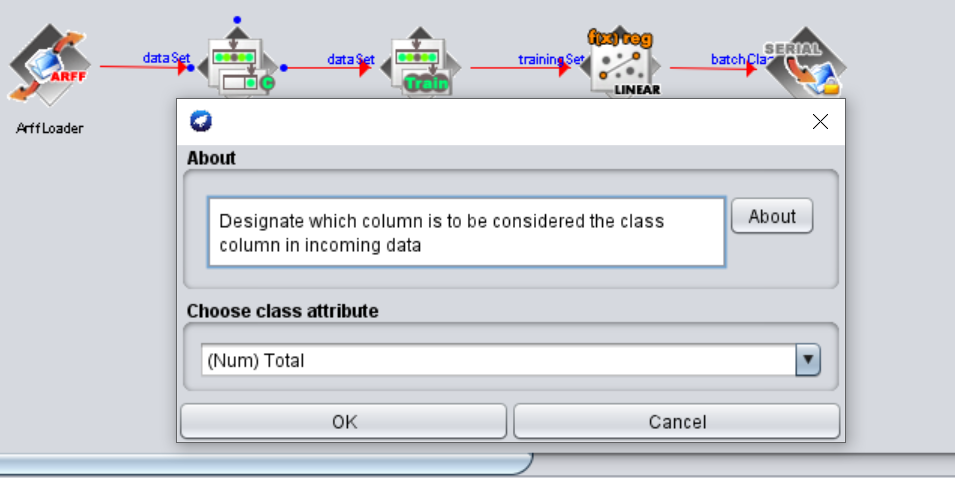 f(x) reg
SERIAL
dataSet
dataSet
trainingSet
batchClas
ARFF
C
Train
LINEAR
ArffLoader
About
Designate which column is to be considered the class
column in incoming data
About
Choose class attribute
(Num) Total
OK
Cancel